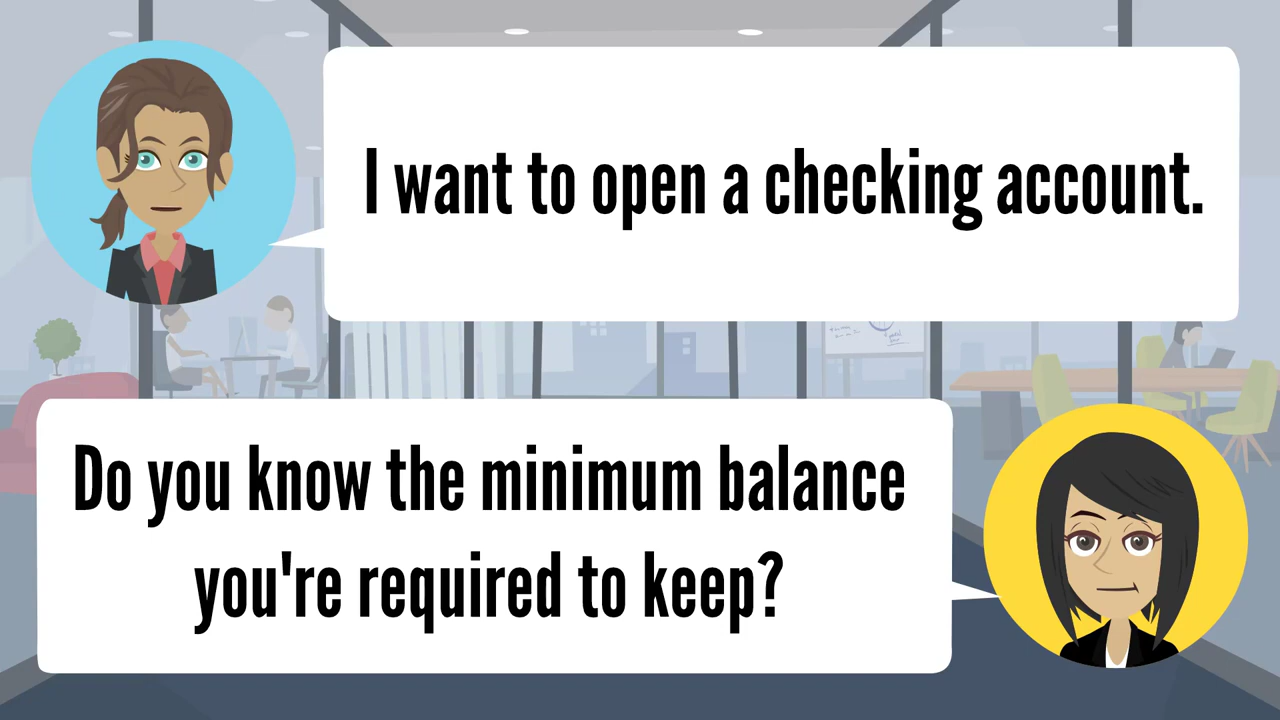 I want to open a checking account.
Do you know the minimum balance
you're required to keep?